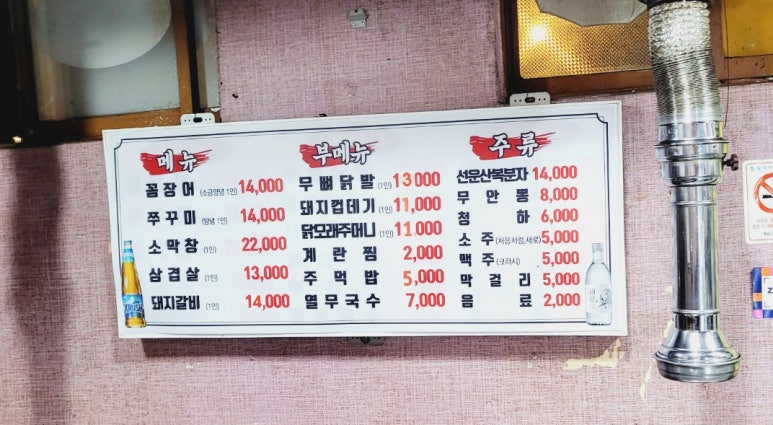 메뉴
꼼장어 (소금양념 1인) 14,000
쭈꾸미 (양념 1인) 14,000
소막창 (1인) 22,000
삼겹살 (1인) 13,000
돼지갈비 (1인) 14,000
부메뉴
무뼈닭발 (1인) 13000
돼지껍데기 (1인) 11,000
닭모래주머니 (1인) 11000
계란찜 2,000
주먹밥 5,000
열무국수 7,000
주류
선운산복분자 14,000
무안뽕 8,000
청하 6,000
소주 (처음처럼,새로) 5,000
맥주 (크러시) 5,000
막걸리 5,000
음료 2,000